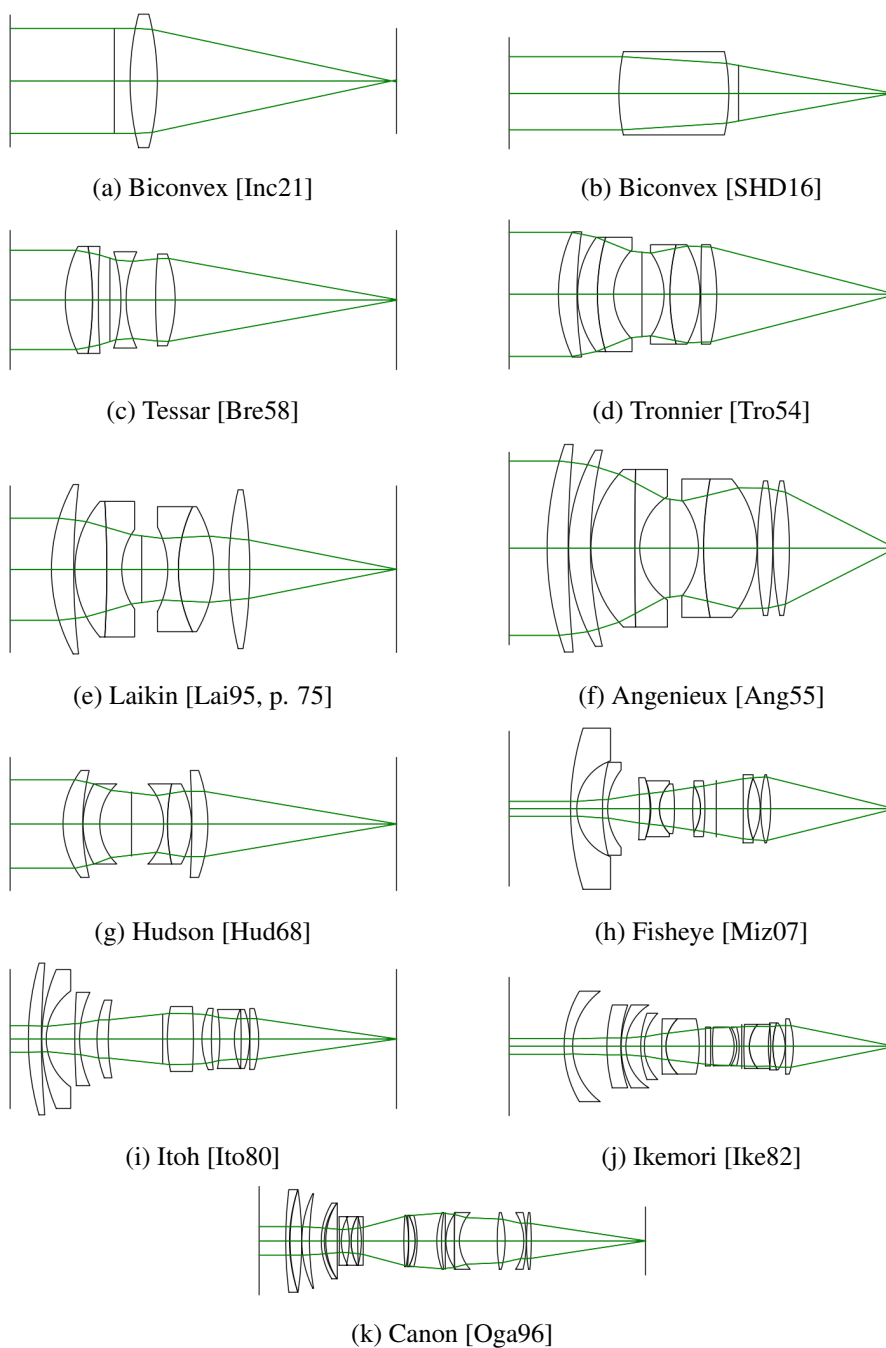 (a) Biconvex [Inc21]
(b) Biconvex [SHD16]
(c) Tessar [Bre58]
(d) Tronnier [Tro54]
(e) Laikin [Lai95, p. 75]
(f) Angenieux [Ang55]
(g) Hudson [Hud68]
(h) Fisheye [Miz07]
(i) Itoh [Ito80]
(j) Ikemori [Ike82]
(k) Canon [Oga96]